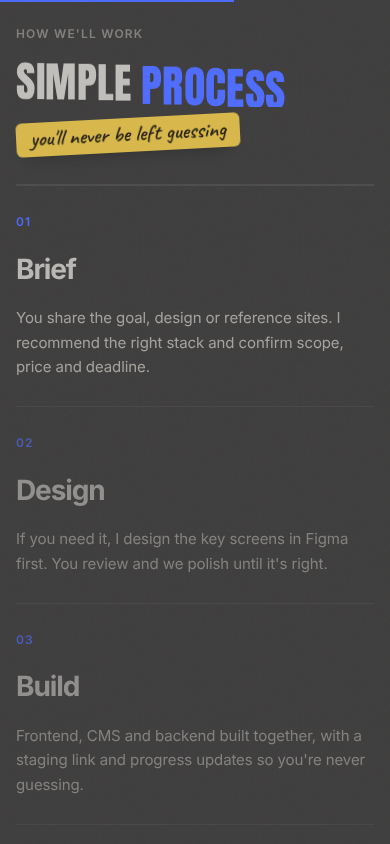 HOW WE'LL WORK
SIMPLE PROCESS
you'll never be left guessing
01
Brief
You share the goal, design or reference sites. I
recommend the right stack and confirm scope,
price and deadline.
02
Design
If you need it, I design the key screens in Figma
first. You review and we polish until it's right.
03
Build
Frontend, CMS and backend built together, with a
staging link and progress updates so you're never
guessing.